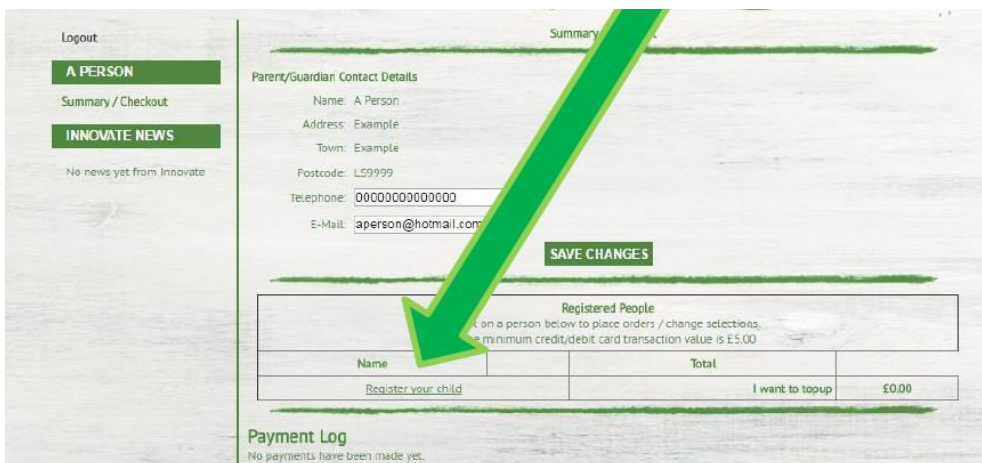 Logout
A PERSON
Summary / Checkout
INNOVATE NEWS
No news yet from Innovate
Summary
Parent/Guardian Contact Details
Name: A Person
Address: Example
Town: Example
Postcode: LS9999
Telephone: 00000000000000
E-Mail: aperson@hotmail.com
SAVE CHANGES
Registered People
on a person below to place orders / change selections,
minimum credit/debit card transaction value is £5.00
Name Total
Register your child I want to topup £0.00
Payment Log
No payments have been made yet.